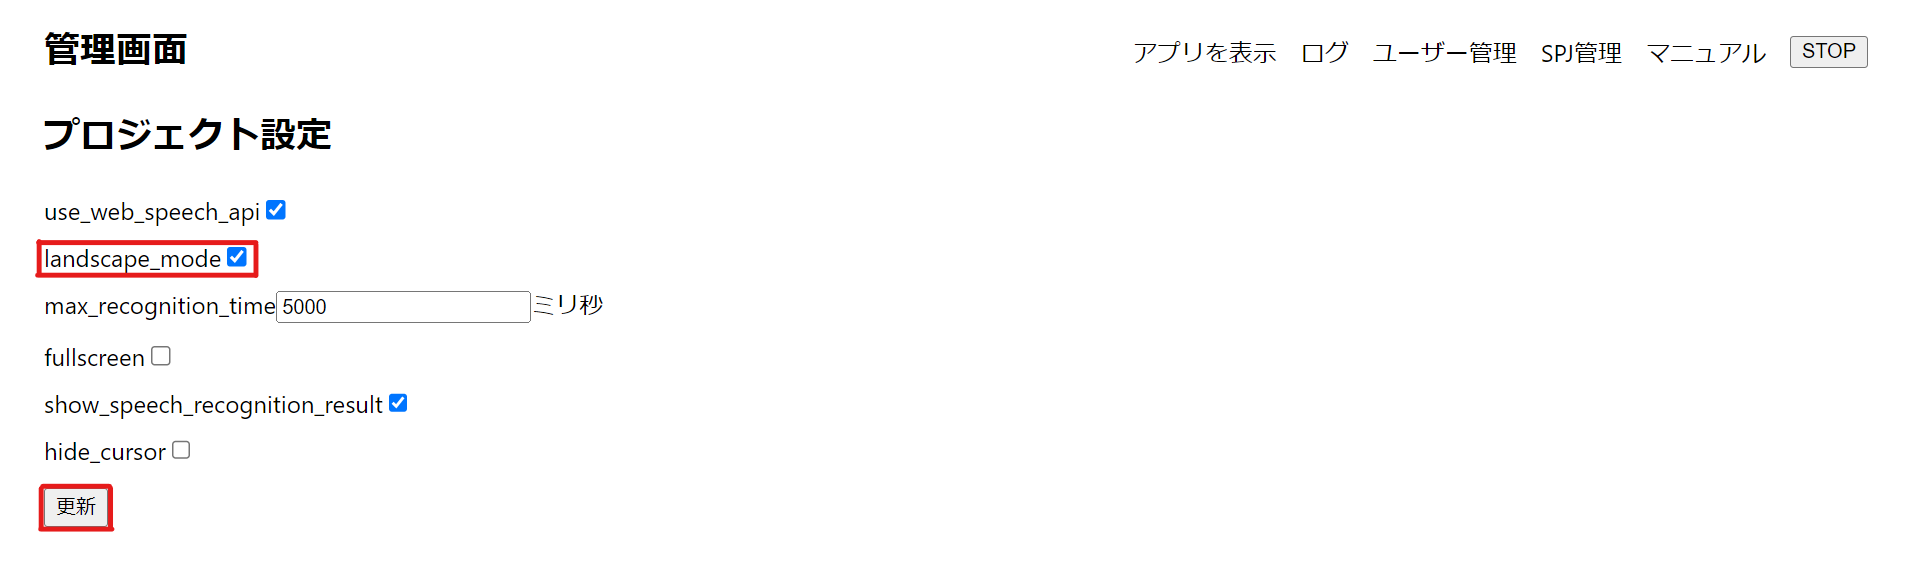 管理画面
アプリを表示 ログ ユーザー管理 SPJ管理 マニュアル STOP
プロジェクト設定
use_web_speech_api
landscape_mode
max_recognition_time 5000 ミリ秒
fullscreen
show_speech_recognition_result
hide_cursor
更新